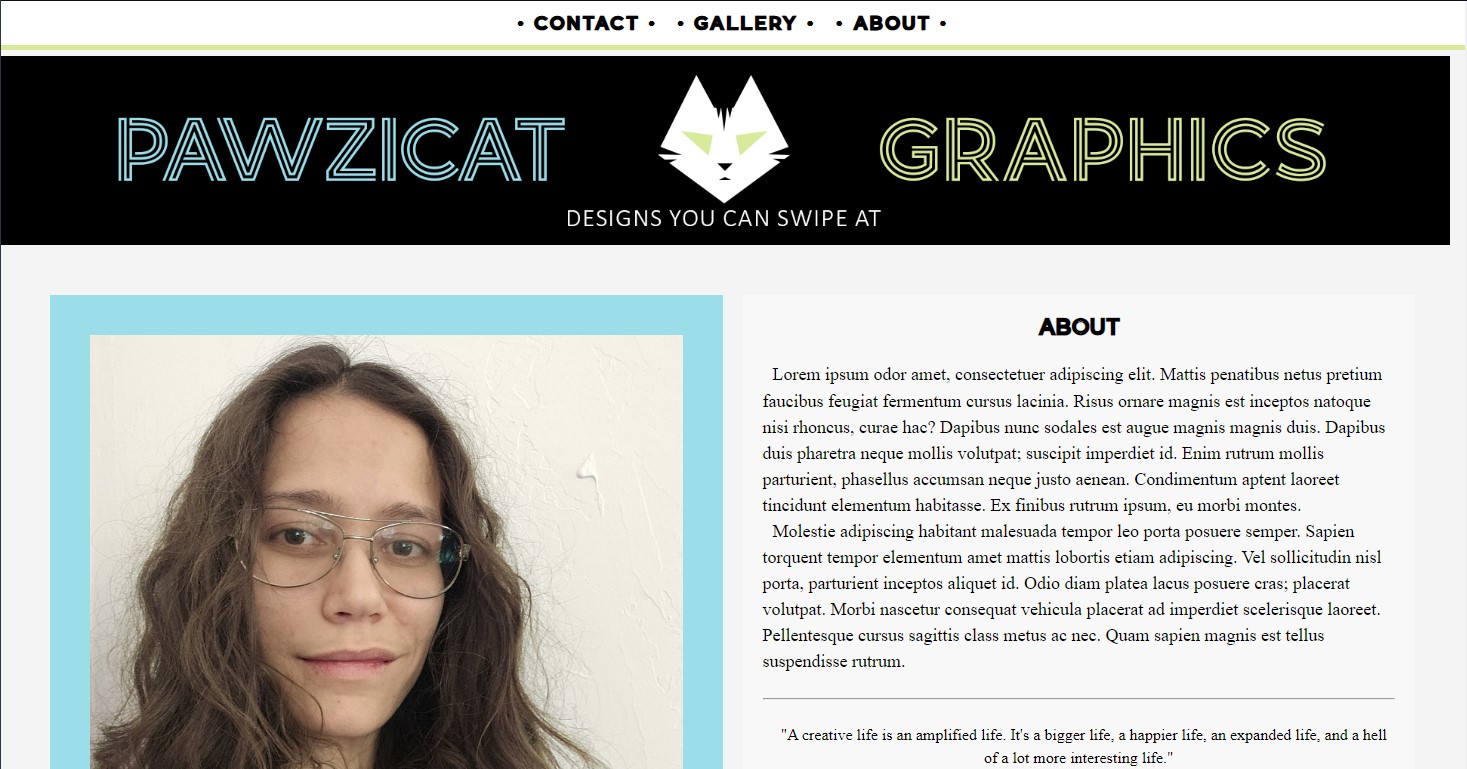 • CONTACT • • GALLERY • • ABOUT •
PAWZICAT GRAPHICS
DESIGNS YOU CAN SWIPE AT
ABOUT
Lorem ipsum odor amet, consectetuer adipiscing elit. Mattis penatibus netus pretium
faucibus feugiat fermentum cursus lacinia. Risus ornare magnis est inceptos natoque
nisi rhoncus, curae hac? Dapibus nunc sodales est augue magnis magnis duis. Dapibus
duis pharetra neque mollis volutpat; suscipit imperdiet id. Enim rutrum mollis
parturient, phasellus accumsan neque justo aenean. Condimentum aptent laoreet
tincidunt elementum habitasse. Ex finibus rutrum ipsum, eu morbi montes.
Molestie adipiscing habitant malesuada tempor leo porta posuere semper. Sapien
torquent tempor elementum amet mattis lobortis etiam adipiscing. Vel sollicitudin nisl
porta, parturient inceptos aliquet id. Odio diam platea lacus posuere cras; placerat
volutpat. Morbi nascetur consequat vehicula placerat ad imperdiet scelerisque laoreet.
Pellentesque cursus sagittis class metus ac nec. Quam sapien magnis est tellus
suspendisse rutrum.
"A creative life is an amplified life. It's a bigger life, a happier life, an expanded life, and a hell
of a lot more interesting life."